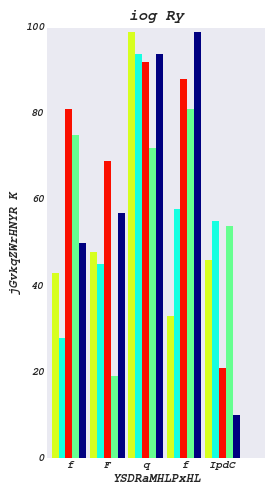 iog Ry
100
80
60
40
20
0
jGvkqZWrHNYR K
f F q f IpdC
YSDRaMHLPxHL